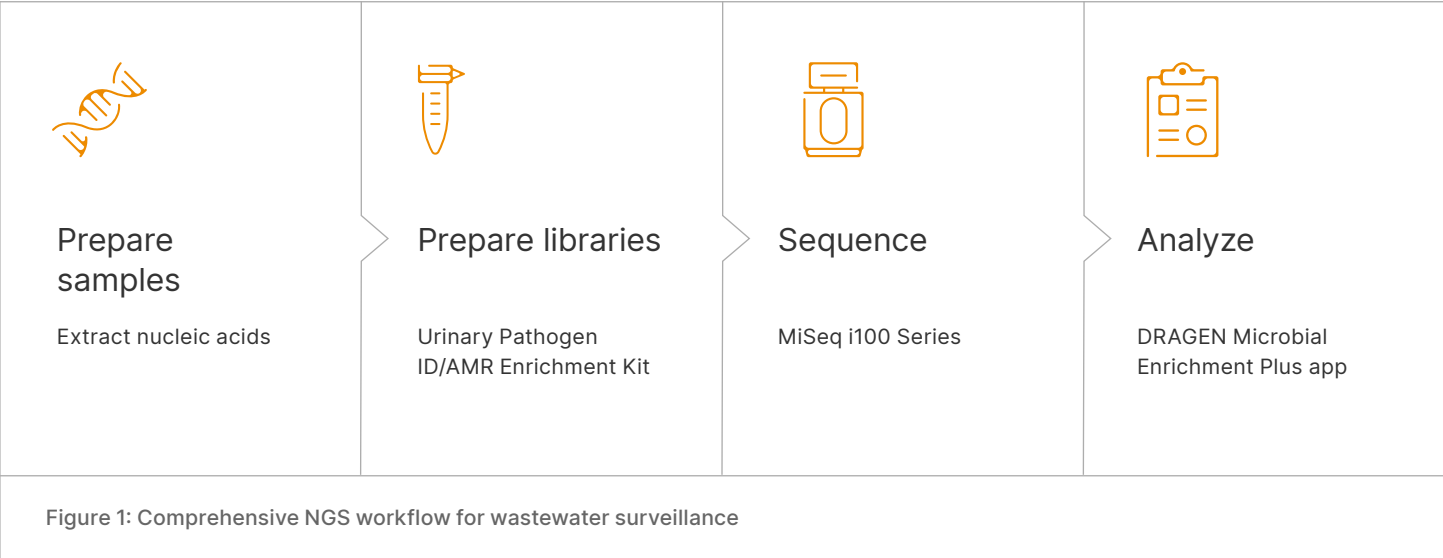 Prepare
samples
Extract nucleic acids
Prepare libraries
Urinary Pathogen
ID/AMR Enrichment Kit
Sequence
MiSeq i100 Series
Analyze
DRAGEN Microbial
Enrichment Plus app
Figure 1: Comprehensive NGS workflow for wastewater surveillance